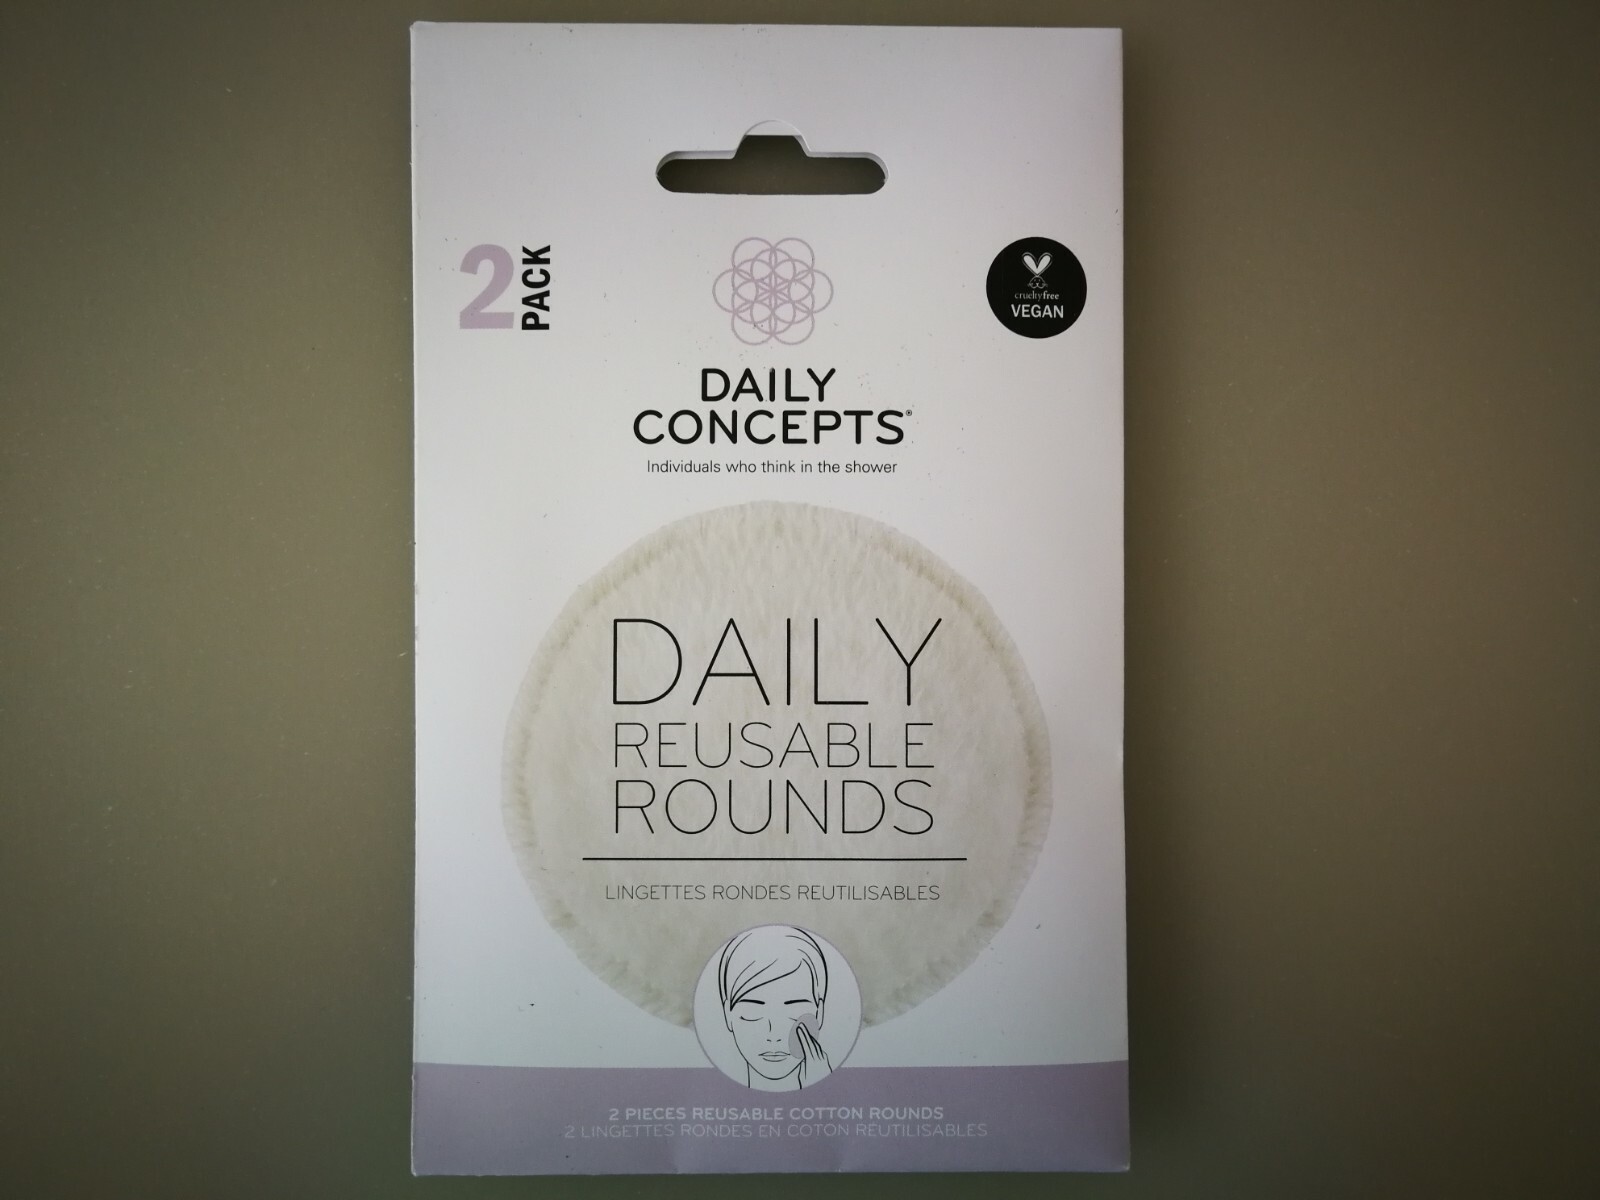 2
PACK
crueltyfree
VEGAN
DAILY
CONCEPTS®
Individuals who think in the shower
DAILY
REUSABLE
ROUNDS
LINGETTES RONDES REUTILISABLES
2 PIECES REUSABLE COTTON ROUNDS
2 LINGETTES RONDES EN COTON REUTILISABLES